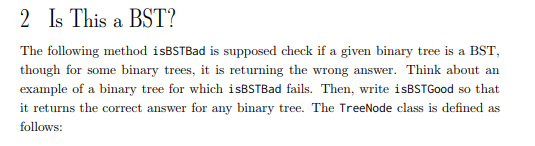 2 Is This a BST?
The following method isBSTBad is supposed check if a given binary tree is a BST,
though for some binary trees, it is returning the wrong answer. Think about an
example of a binary tree for which isBSTBad fails. Then, write isBSTGood so that
it returns the correct answer for any binary tree. The TreeNode class is defined as
follows: